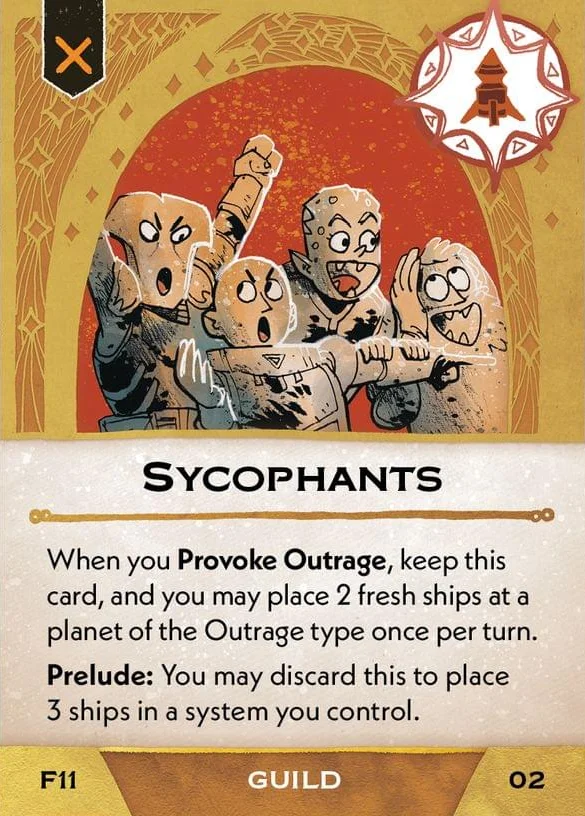 SYCOPHANTS
When you Provoke Outrage, keep this
card, and you may place 2 fresh ships at a
planet of the Outrage type once per turn.
Prelude: You may discard this to place
3 ships in a system you control.
F11 GUILD 02